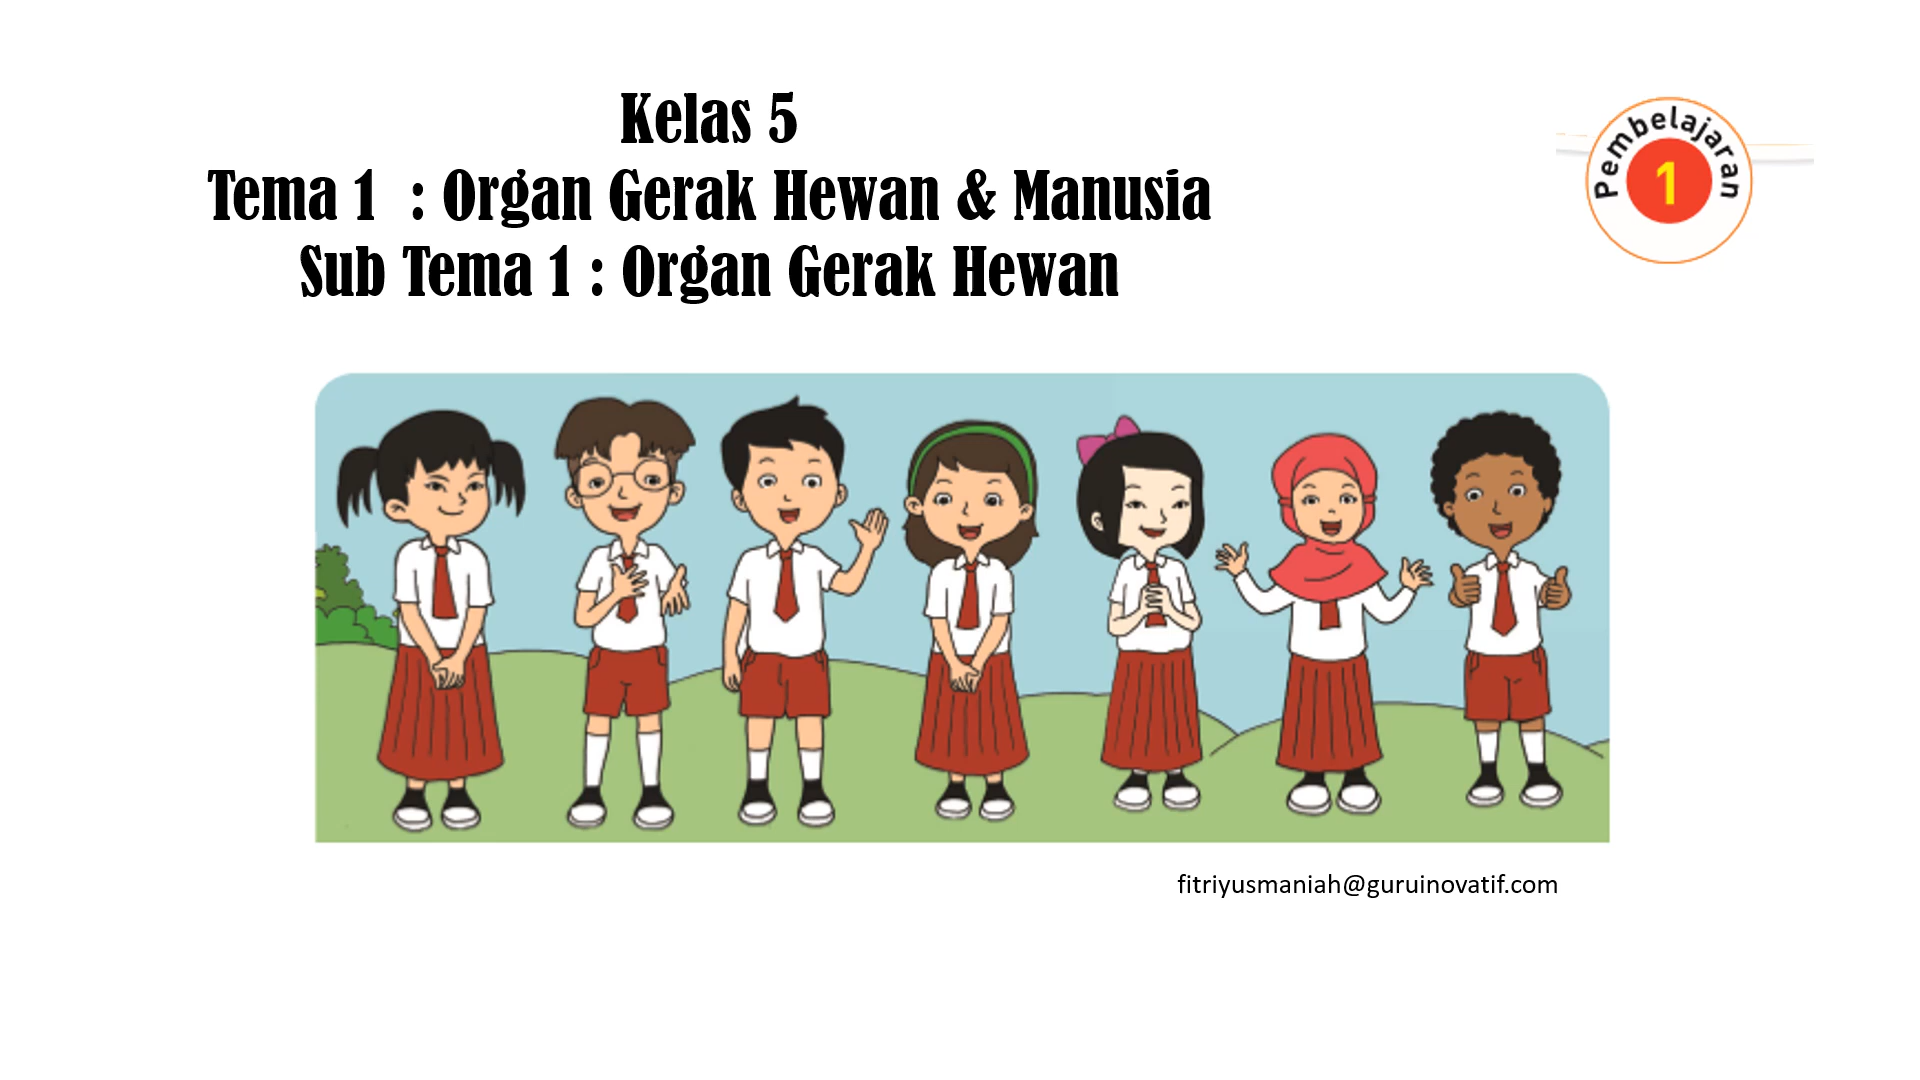 Kelas 5
Tema 1 : Organ Gerak Hewan & Manusia
Sub Tema 1 : Organ Gerak Hewan
Pembelajaran
1
fitriyusmaniah@guruinovatif.com